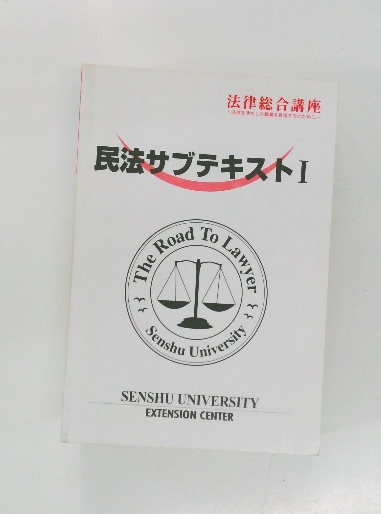 法律総合講座
民法サブテキストⅠ
The Road To Lawyer
Senshu University
SENSHU UNIVERSITY
EXTENSION CENTER